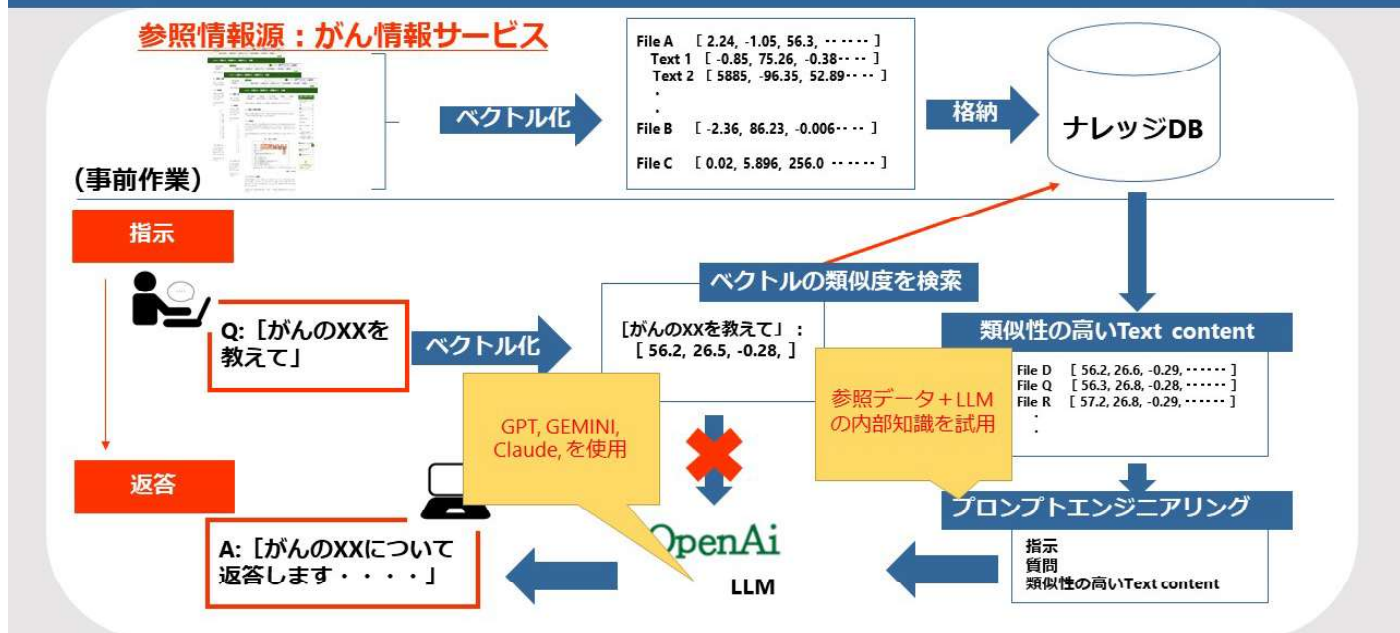 参照情報源：がん情報サービス
File A [ 2.24, -1.05, 56.3, ‥‥‥ ]
Text 1 [ -0.85, 75.26, -0.38‥‥ ]
Text 2 [ 5885, -96.35, 52.89‥‥ ]
・
・
File B [ -2.36, 86.23, -0.006‥‥ ]
File C [ 0.02, 5.896, 256.0 ‥‥‥ ]
ベクトル化
格納
ナレッジDB
（事前作業）
指示
Q:［がんのXXを
教えて」
ベクトル化
ベクトルの類似度を検索
[がんのXXを教えて」：
[ 56.2, 26.5, -0.28, ]
類似性の高いText content
File D [ 56.2, 26.6, -0.29, ‥‥‥ ]
File Q [ 56.3, 26.8, -0.28, ‥‥‥ ]
File R [ 57.2, 26.8, -0.29, ‥‥‥ ]
・
・
参照データ＋LLM
の内部知識を試用
GPT, GEMINI,
Claude, を使用
返答
プロンプトエンジニアリング
指示
質問
類似性の高いText content
A:［がんのXXについて
返答します・・・・」
OpenAi
LLM